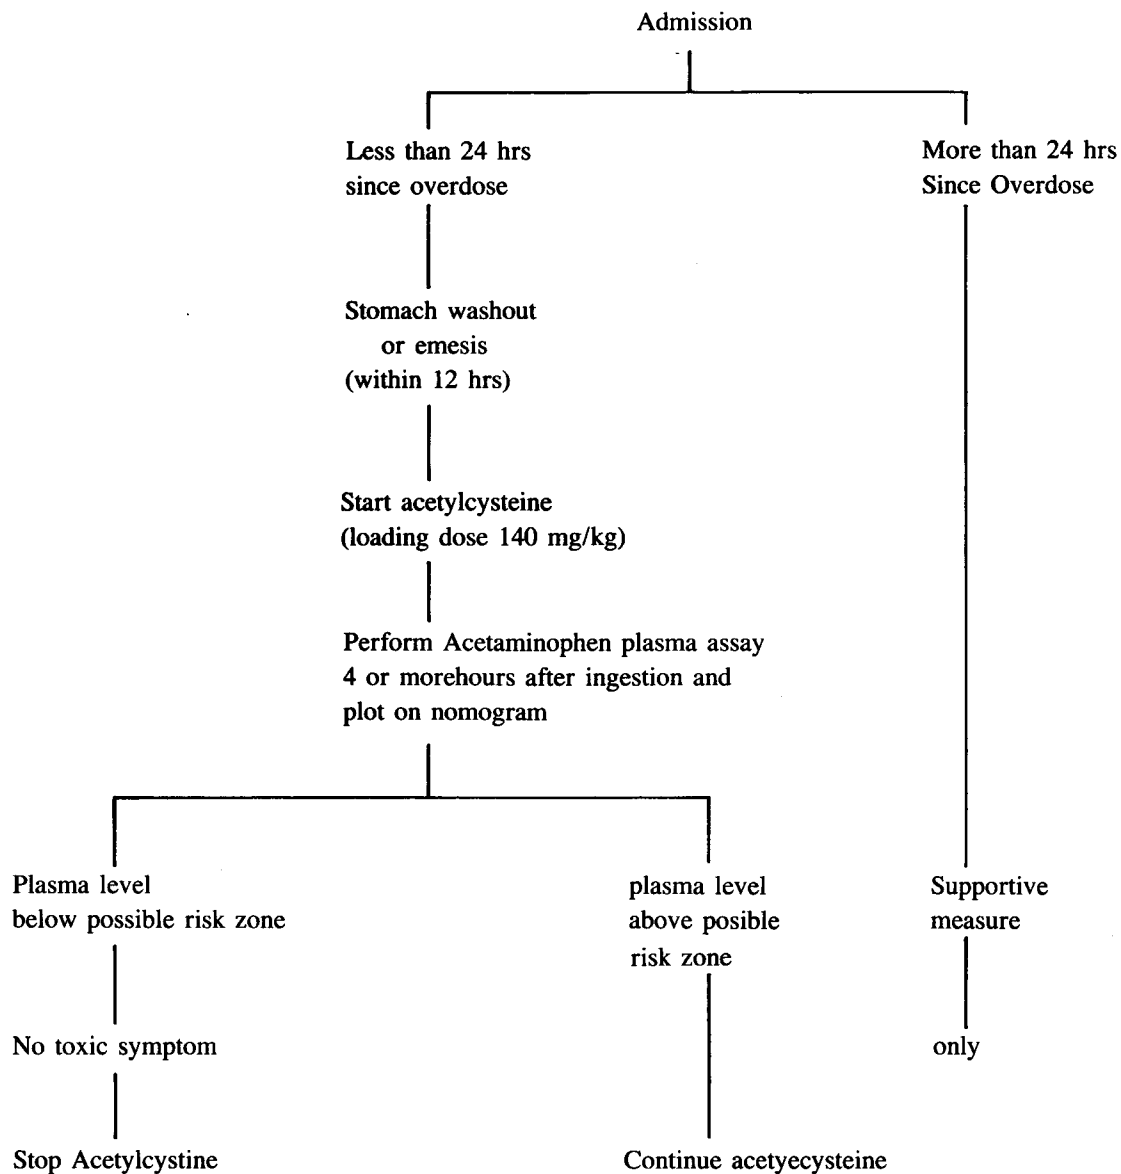 Admission
Less than 24 hrs
since overdose
More than 24 hrs
Since Overdose
Stomach washout
or emesis
(within 12 hrs)
Start acetylcysteine
(loading dose 140 mg/kg)
Perform Acetaminophen plasma assay
4 or morehours after ingestion and
plot on nomogram
Plasma level
below possible risk zone
plasma level
above posible
risk zone
Supportive
measure
No toxic symptom
only
Stop Acetylcystine
Continue acetyecysteine